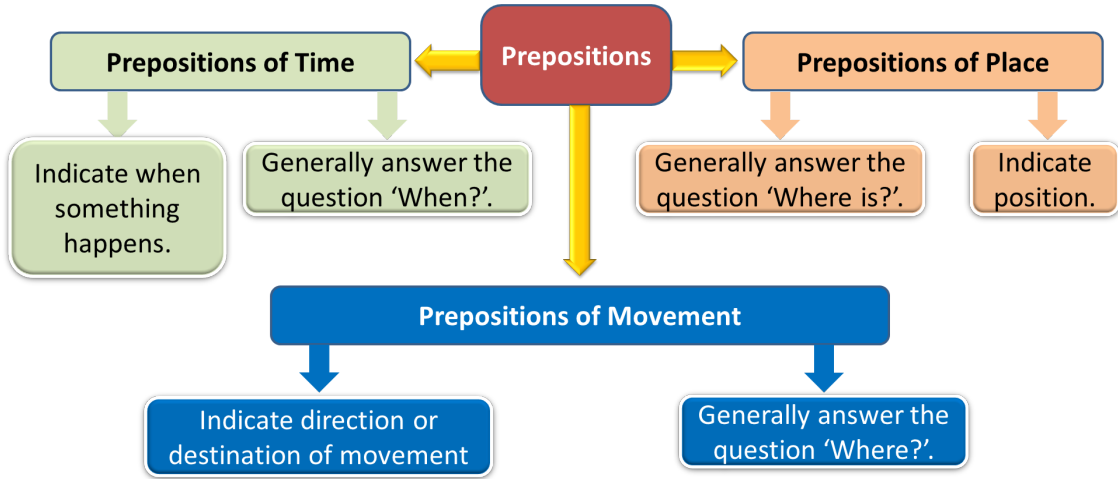 Prepositions
Prepositions of Time
Prepositions of Place
Indicate when
something
happens.
Generally answer the
question ‘When?’.
Generally answer the
question ‘Where is?’.
Indicate
position.
Prepositions of Movement
Indicate direction or
destination of movement
Generally answer the
question ‘Where?’.